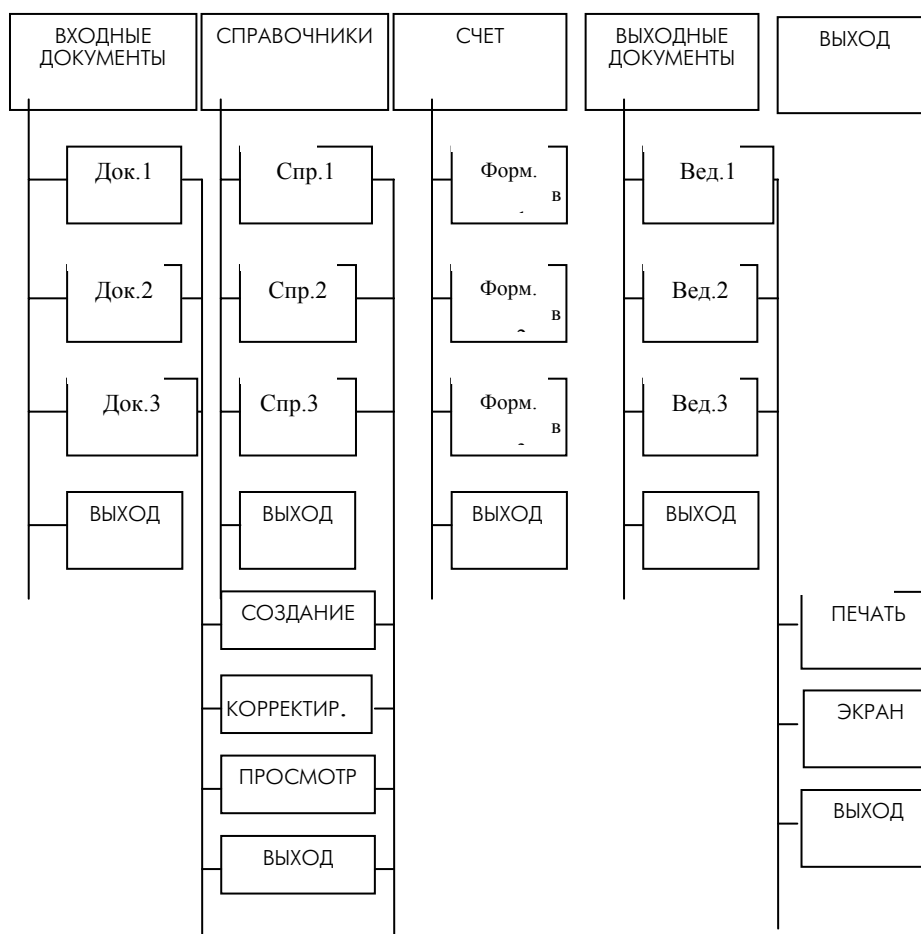 ВХОДНЫЕ
ДОКУМЕНТЫ
СПРАВОЧНИКИ
СЧЕТ
ВЫХОДНЫЕ
ДОКУМЕНТЫ
ВЫХОД
Док.1
Спр.1
Форм.
в
Вед.1
Док.2
Спр.2
Форм.
в
Вед.2
Док.3
Спр.3
Форм.
в
Вед.3
ВЫХОД
ВЫХОД
ВЫХОД
ВЫХОД
СОЗДАНИЕ
ПЕЧАТЬ
КОРРЕКТИР.
ЭКРАН
ПРОСМОТР
ВЫХОД
ВЫХОД